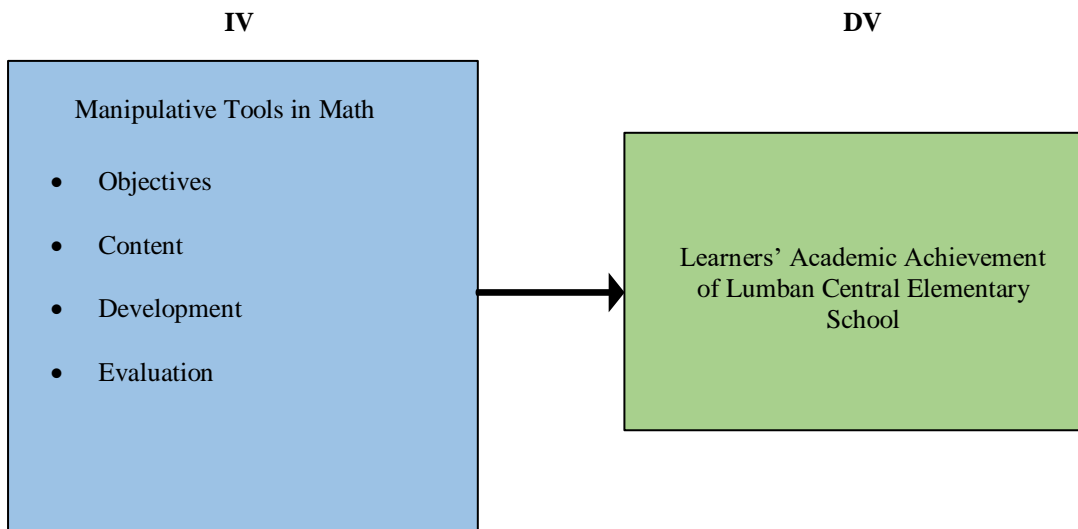 IV
DV
Manipulative Tools in Math
• Objectives
• Content
• Development
• Evaluation
Learners’ Academic Achievement
of Lumban Central Elementary
School